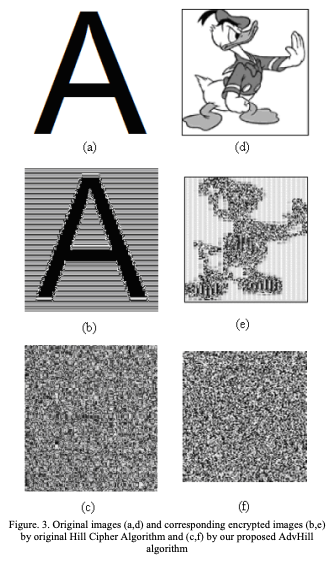 A
(a)
(d)
A
(b)
(e)
(c)
(f)
Figure. 3. Original images (a,d) and corresponding encrypted images (b,e)
by original Hill Cipher Algorithm and (c,f) by our proposed AdvHill
algorithm